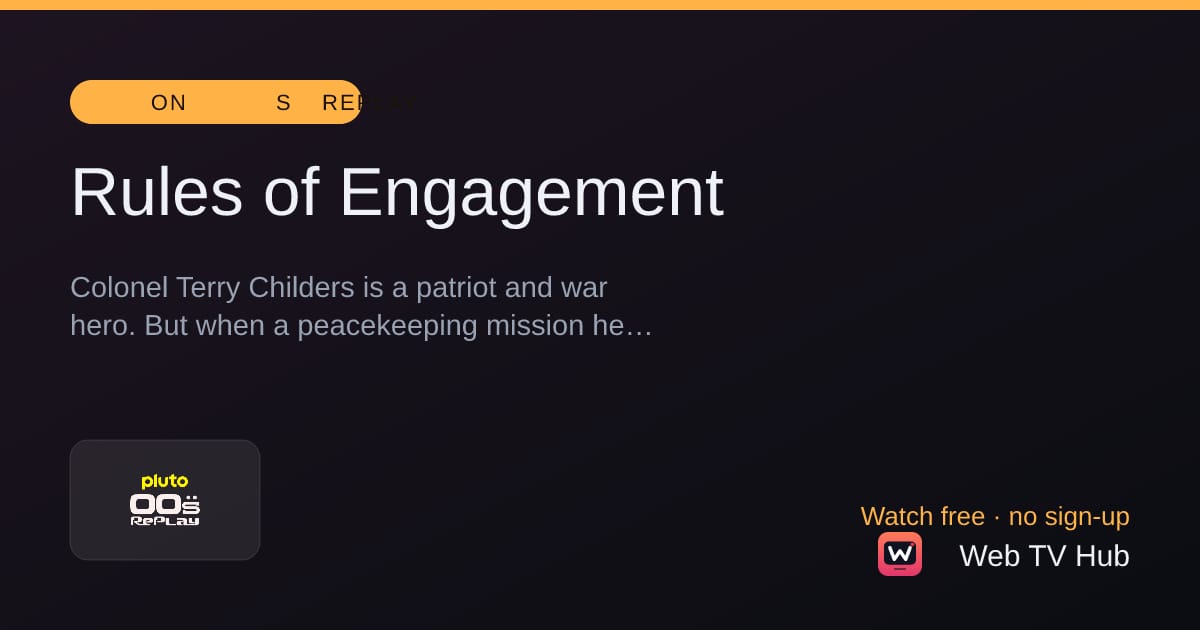 ON S REPLAY
Rules of Engagement
Colonel Terry Childers is a patriot and war
hero. But when a peacekeeping mission he…
pluto
00s
RePLay
Watch free · no sign-up
W
Web TV Hub